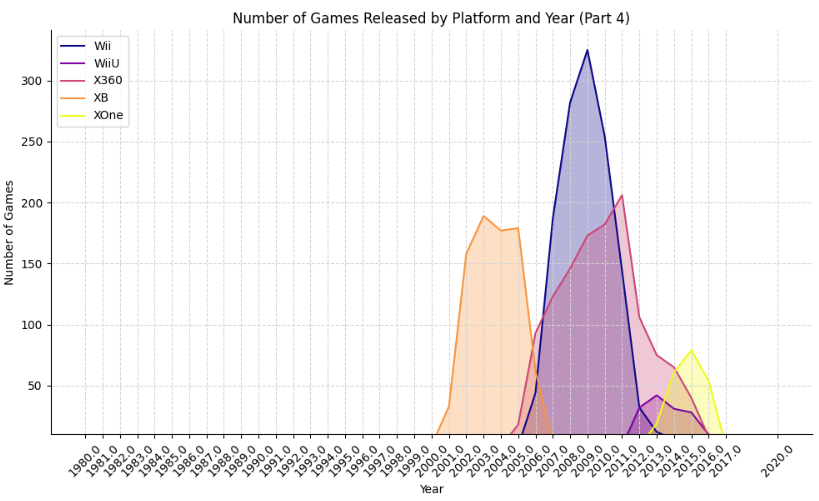 Number of Games Released by Platform and Year (Part 4)
Wii
WiiU
X360
XB
XOne
300
250
200
150
100
50
Number of Games
1980.0 1981.0 1982.0 1983.0 1984.0 1985.0 1986.0 1987.0 1988.0 1989.0 1990.0 1991.0 1992.0 1993.0 1994.0 1995.0 1996.0 1997.0 1998.0 1999.0 2000.0 2001.0 2002.0 2003.0 2004.0 2005.0 2006.0 2007.0 2008.0 2009.0 2010.0 2011.0 2012.0 2013.0 2014.0 2015.0 2016.0 2017.0 2020.0
Year